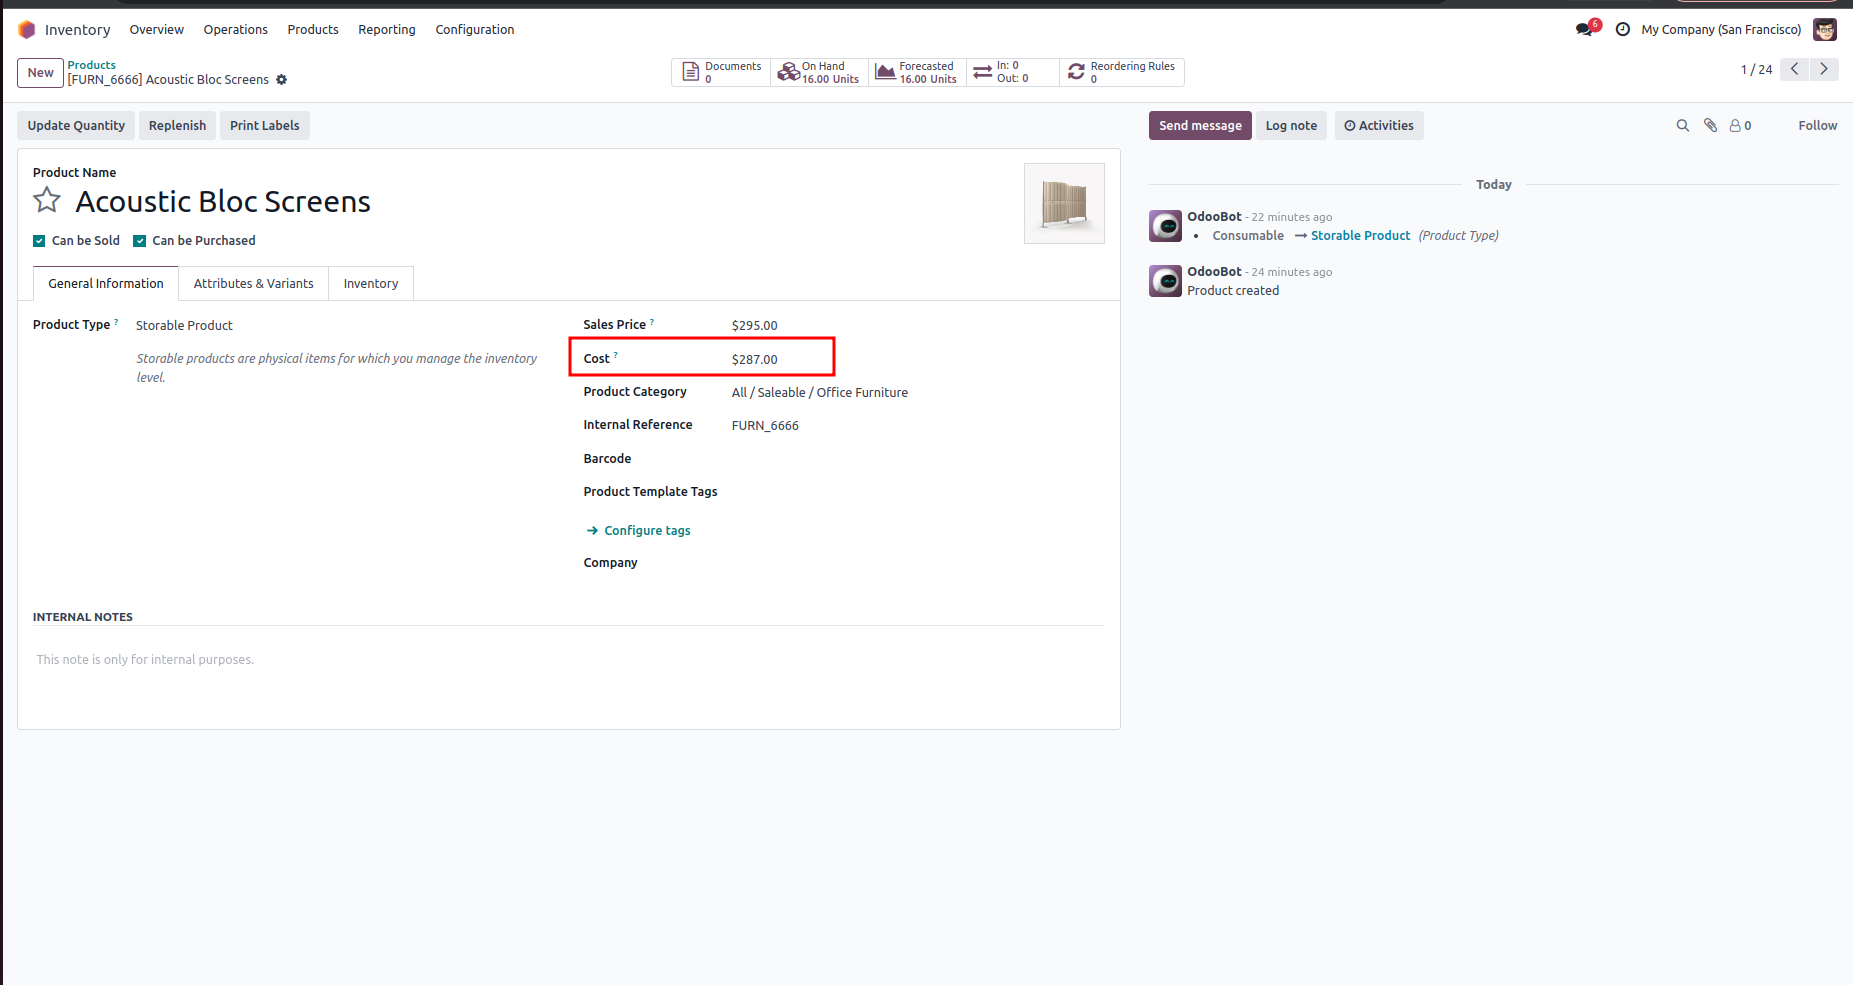 Inventory Overview Operations Products Reporting Configuration 6 My Company (San Francisco)
New Products
[FURN_6666] Acoustic Bloc Screens
Documents
0
On Hand
16.00 Units
Forecasted
16.00 Units
In: 0
Out: 0
Reordering Rules
0
1 / 24
Update Quantity Replenish Print Labels
Send message Log note Activities 0 Follow
Product Name
Acoustic Bloc Screens
Can be Sold Can be Purchased
General Information Attributes & Variants Inventory
Product Type ? Storable Product
Storable products are physical items for which you manage the inventory
level.
Sales Price ? $295.00
Cost ? $287.00
Product Category All / Saleable / Office Furniture
Internal Reference FURN_6666
Barcode
Product Template Tags
Configure tags
Company
INTERNAL NOTES
This note is only for internal purposes.
Today
OdooBot - 22 minutes ago
• Consumable → Storable Product (Product Type)
OdooBot - 24 minutes ago
Product created